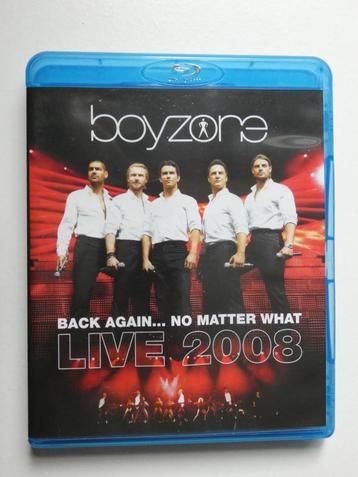 boyzone
BACK AGAIN... NO MATTER WHAT
LIVE 2008